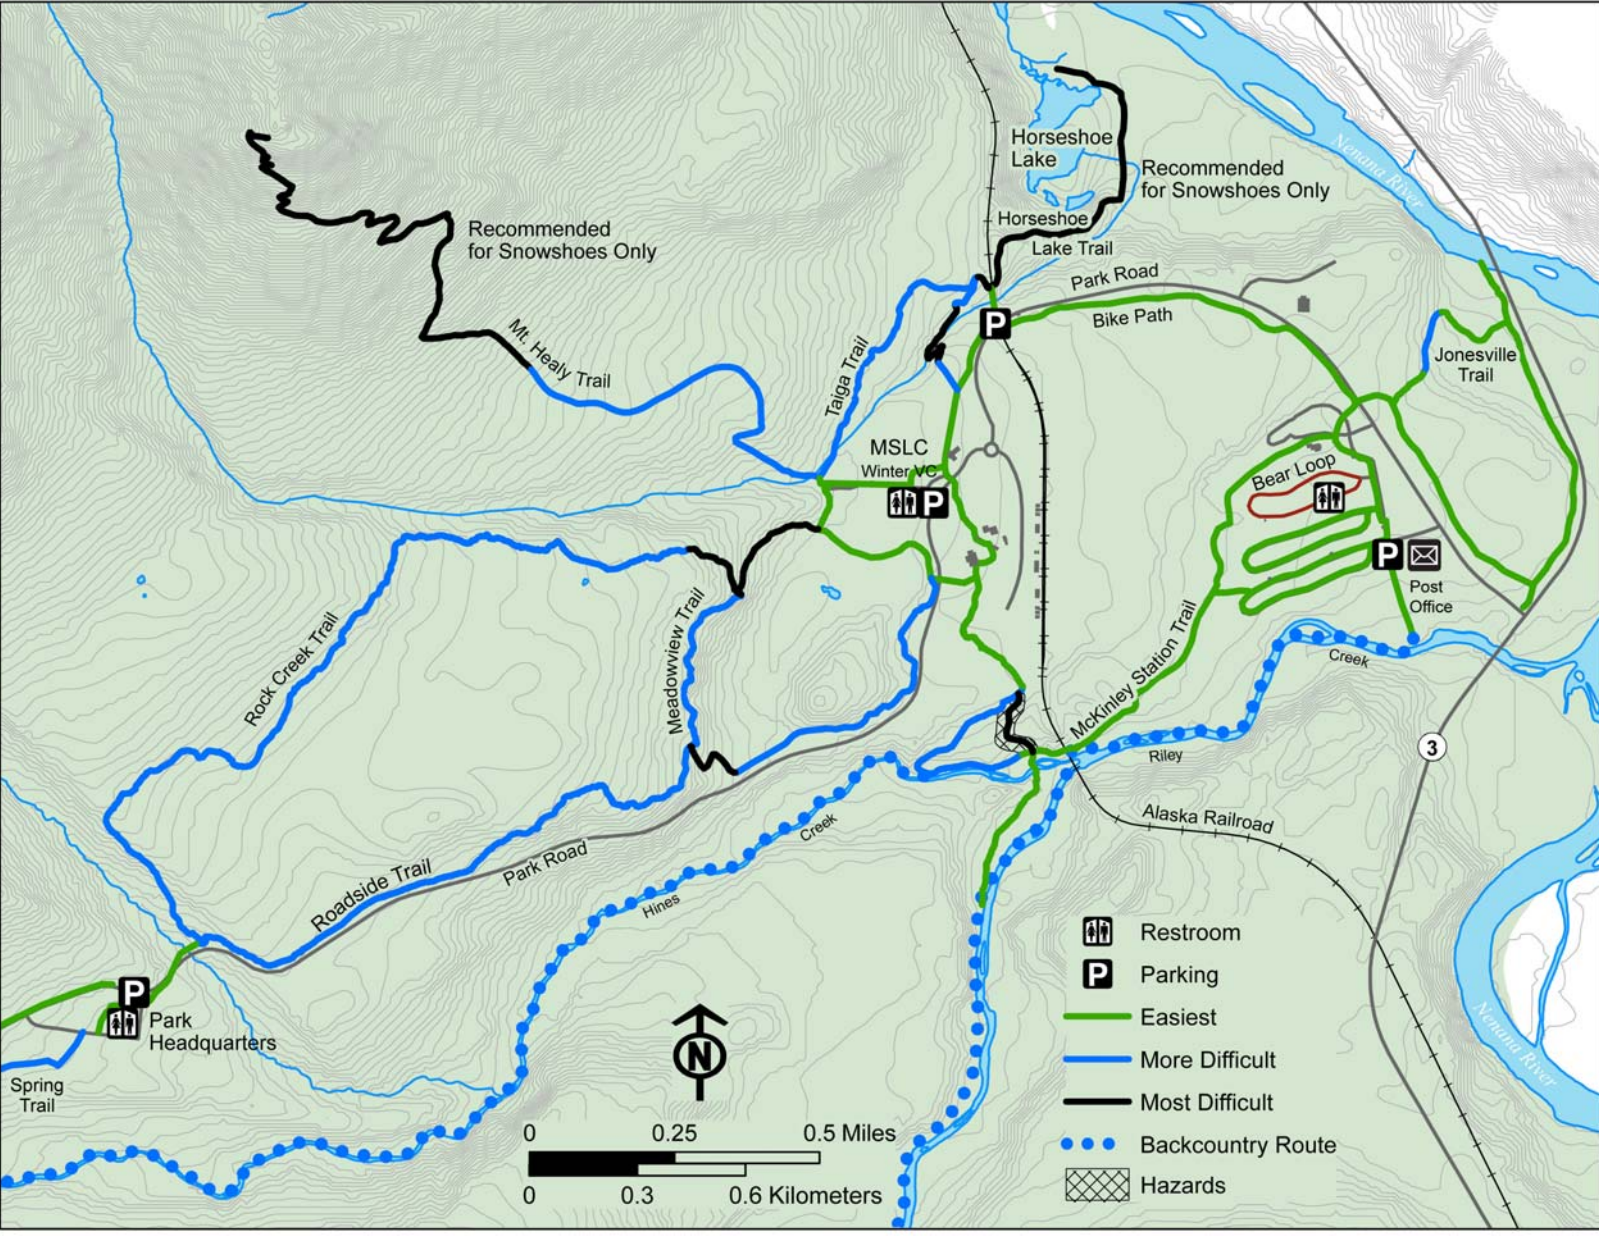 Nenana River
Horseshoe
Lake
Recommended
for Snowshoes Only
Horseshoe
Lake Trail
Recommended
for Snowshoes Only
Park Road
P
Bike Path
Mt. Healy Trail
Taiga Trail
Jonesville
Trail
MSLC
Winter VC
P
Bear Loop
P
Post
Office
Rock Creek Trail
Meadowview Trail
McKinley Station Trail
Creek
Riley
3
Alaska Railroad
Creek
Park Road
Roadside Trail
Hines
P
Park
Headquarters
Spring
Trail
N
0 0.25 0.5 Miles
0 0.3 0.6 Kilometers
Restroom
P Parking
Easiest
More Difficult
Most Difficult
Backcountry Route
Hazards
Nenana River